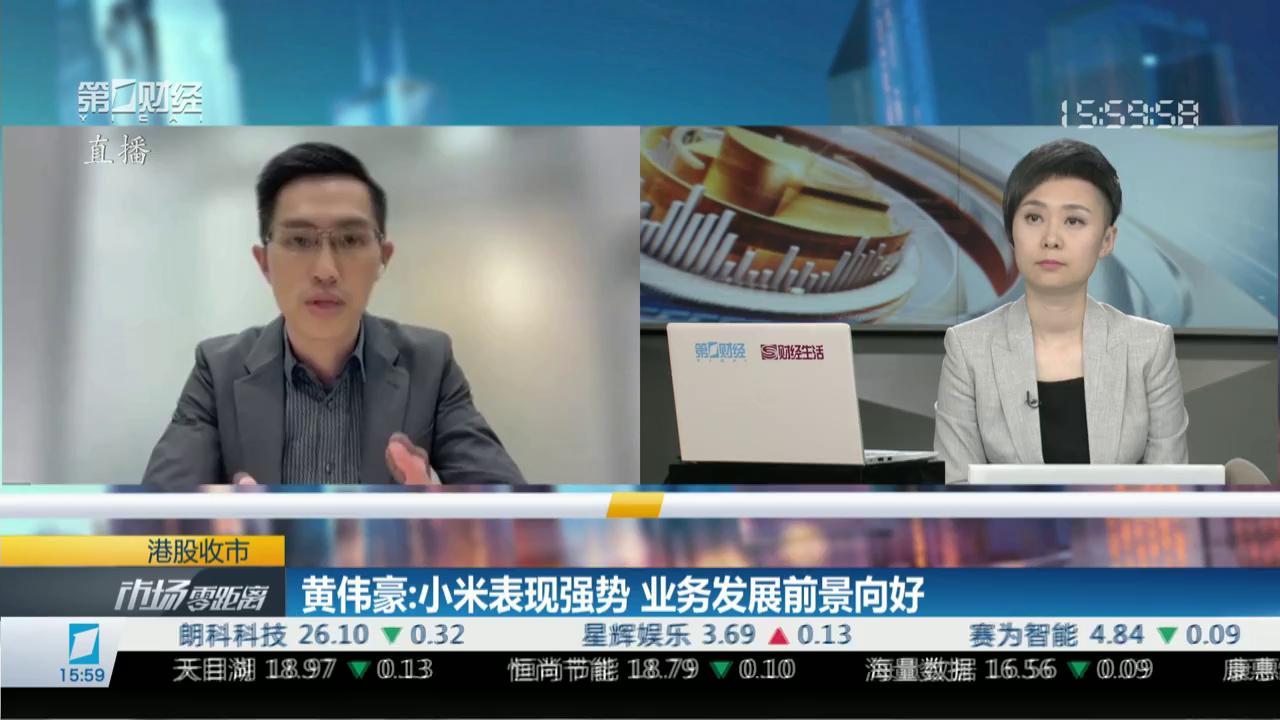 第一财经
YICAI
直播
15:59:58
第一财经
YICAI
财经生活
港股收市
市场零距离
黄伟豪:小米表现强势 业务发展前景向好
朗科科技 26.10 ▼ 0.32 星辉娱乐 3.69 ▲ 0.13 赛为智能 4.84 ▼ 0.09
15:59
天目湖 18.97 ▼ 0.13 恒尚节能 18.79 ▼ 0.10 海量数据 16.56 ▼ 0.09 康惠